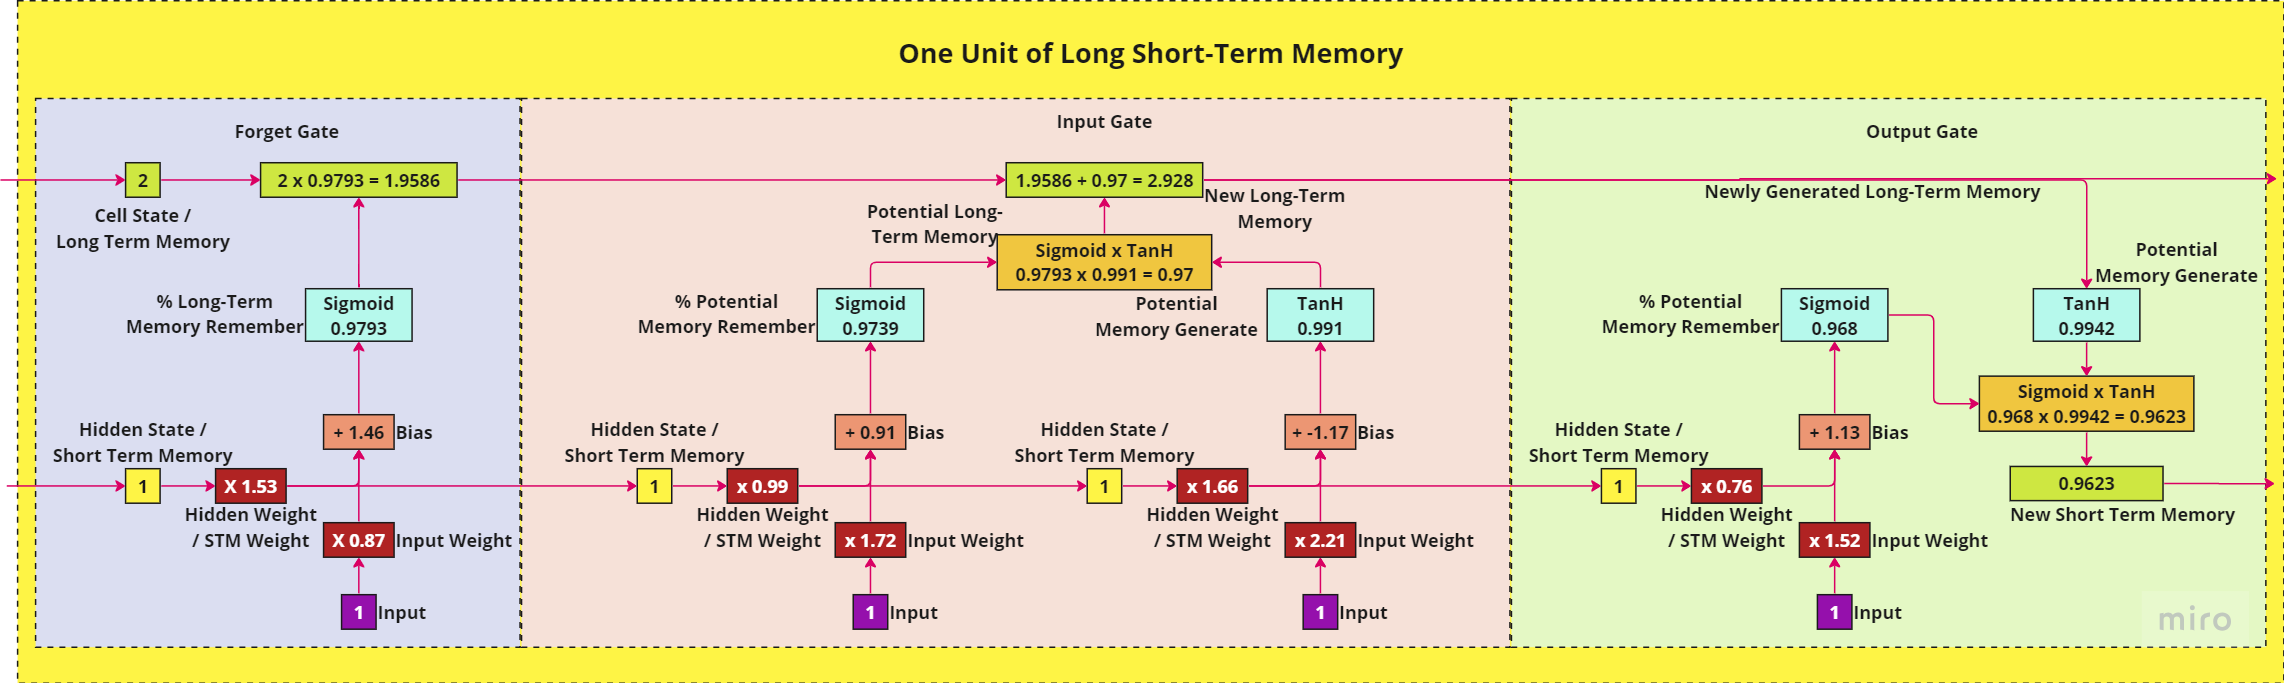 One Unit of Long Short-Term Memory
Forget Gate
2
2 x 0.9793 = 1.9586
Cell State /
Long Term Memory
% Long-Term
Memory Remember
Sigmoid
0.9793
+ 1.46
Bias
Hidden State /
Short Term Memory
1
X 1.53
Hidden Weight
/ STM Weight
X 0.87
Input Weight
1
Input
Input Gate
1.9586 + 0.97 = 2.928
New Long-Term
Memory
Potential Long-
Term Memory
Sigmoid x TanH
0.9793 x 0.991 = 0.97
% Potential
Memory Remember
Sigmoid
0.9739
Potential
Memory Generate
TanH
0.991
+ 0.91
Bias
Hidden State /
Short Term Memory
1
x 0.99
Hidden Weight
/ STM Weight
x 1.72
Input Weight
1
Input
+ -1.17
Bias
Hidden State /
Short Term Memory
1
x 1.66
Hidden Weight
/ STM Weight
x 2.21
Input Weight
1
Input
Output Gate
Newly Generated Long-Term Memory
Potential
Memory Generate
% Potential
Memory Remember
Sigmoid
0.968
TanH
0.9942
Sigmoid x TanH
0.968 x 0.9942 = 0.9623
+ 1.13
Bias
Hidden State /
Short Term Memory
1
x 0.76
Hidden Weight
/ STM Weight
x 1.52
Input Weight
1
Input
0.9623
New Short Term Memory
miro